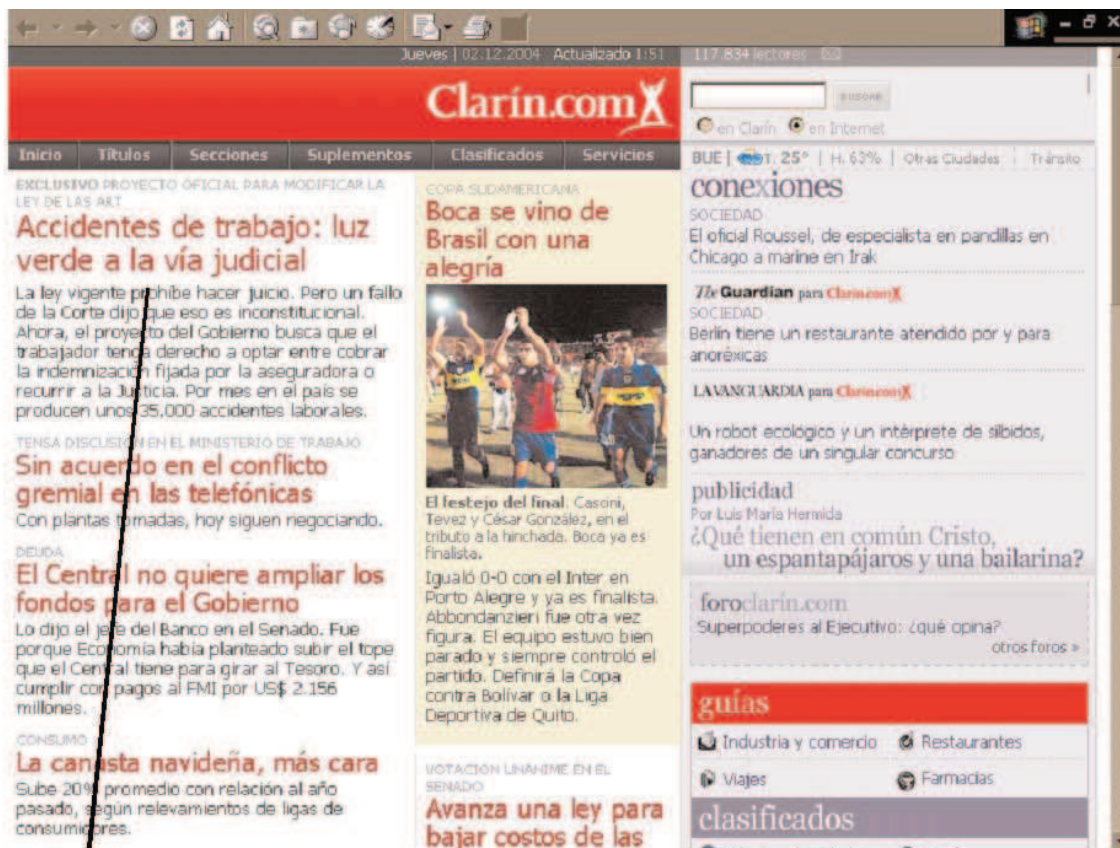 Jueves | 02.12.2004 Actualizado 1:51
117.834 lectores
Clarín.com
BUSCAR
en Clarín en Internet
Inicio Títulos Secciones Suplementos Clasificados Servicios
BUE | T. 25° | H. 63% | Otras Ciudades | Tránsito
EXCLUSIVO PROYECTO OFICIAL PARA MODIFICAR LA
LEY DE LAS ART
Accidentes de trabajo: luz
verde a la vía judicial
La ley vigente prohíbe hacer juicio. Pero un fallo
de la Corte dijo que eso es inconstitucional.
Ahora, el proyecto del Gobierno busca que el
trabajador tenga derecho a optar entre cobrar
la indemnización fijada por la aseguradora o
recurrir a la Justicia. Por mes en el país se
producen unos 35.000 accidentes laborales.
TENSA DISCUSIÓN EN EL MINISTERIO DE TRABAJO
Sin acuerdo en el conflicto
gremial en las telefónicas
Con plantas tomadas, hoy siguen negociando.
DEUDA
El Central no quiere ampliar los
fondos para el Gobierno
Lo dijo el jefe del Banco en el Senado. Fue
porque Economía había planteado subir el tope
que el Central tiene para girar al Tesoro. Y así
cumplir con pagos al FMI por US$ 2.156
millones.
CONSUMO
La canasta navideña, más cara
Sube 20% promedio con relación al año
pasado, según relevamientos de ligas de
consumidores.
COPA SUDAMERICANA
Boca se vino de
Brasil con una
alegría
El festejo del final. Cascini,
Tevez y César González, en el
tributo a la hinchada. Boca ya es
finalista.
Igualó 0-0 con el Inter en
Porto Alegre y ya es finalista.
Abbondanzieri fue otra vez
figura. El equipo estuvo bien
parado y siempre controló el
partido. Definirá la Copa
contra Bolívar o la Liga
Deportiva de Quito.
VOTACION UNANIME EN EL
SENADO
Avanza una ley para
bajar costos de las
conexiones
SOCIEDAD
El oficial Roussel, de especialista en pandillas en
Chicago a marine en Irak
The Guardian para Clarín.com
SOCIEDAD
Berlín tiene un restaurante atendido por y para
anoréxicas
LA VANGUARDIA para Clarín.com
Un robot ecológico y un intérprete de silbidos,
ganadores de un singular concurso
publicidad
Por Luis María Hermida
¿Qué tienen en común Cristo,
un espantapájaros y una bailarina?
foroclarín.com
Superpoderes al Ejecutivo: ¿qué opina?
otros foros »
guías
Industria y comercio Restaurantes
Viajes Farmacias
clasificados